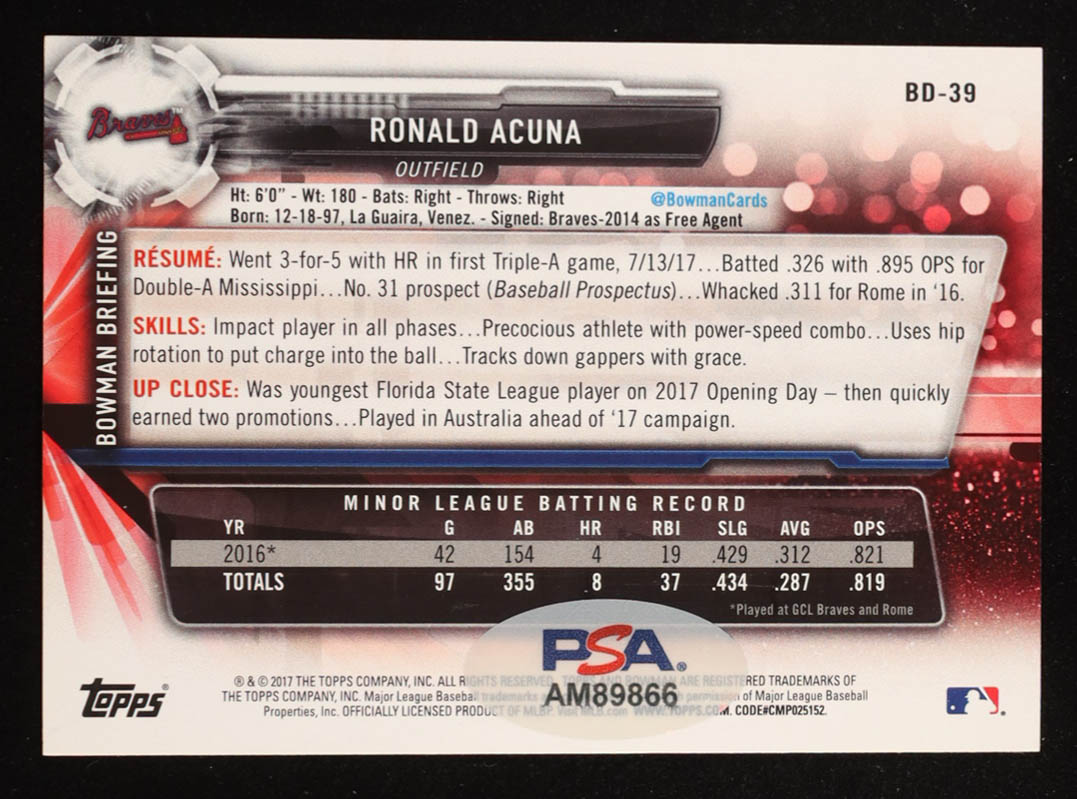 Braves™
BD-39
RONALD ACUNA
OUTFIELD
Ht: 6'0" - Wt: 180 - Bats: Right - Throws: Right
@BowmanCards
Born: 12-18-97, La Guaira, Venez. - Signed: Braves-2014 as Free Agent
BOWMAN BRIEFING
RÉSUMÉ: Went 3-for-5 with HR in first Triple-A game, 7/13/17...Batted .326 with .895 OPS for
Double-A Mississippi...No. 31 prospect (Baseball Prospectus)...Whacked .311 for Rome in '16.
SKILLS: Impact player in all phases...Precocious athlete with power-speed combo...Uses hip
rotation to put charge into the ball...Tracks down gappers with grace.
UP CLOSE: Was youngest Florida State League player on 2017 Opening Day – then quickly
earned two promotions...Played in Australia ahead of '17 campaign.
MINOR LEAGUE BATTING RECORD
YR G AB HR RBI SLG AVG OPS
2016* 42 154 4 19 .429 .312 .821
TOTALS 97 355 8 37 .434 .287 .819
*Played at GCL Braves and Rome
PSA®
AM89866
Topps®
® & © 2017 THE TOPPS COMPANY, INC. ALL RIGHTS RESERVED. TOPPS AND BOWMAN ARE REGISTERED TRADEMARKS OF
THE TOPPS COMPANY, INC. Major League Baseball trademarks permission of Major League Baseball
Properties, Inc. OFFICIALLY LICENSED PRODUCT OF MLBP. Visit MLB.com WWW.TOPPS.COM. CODE#CMP025152.